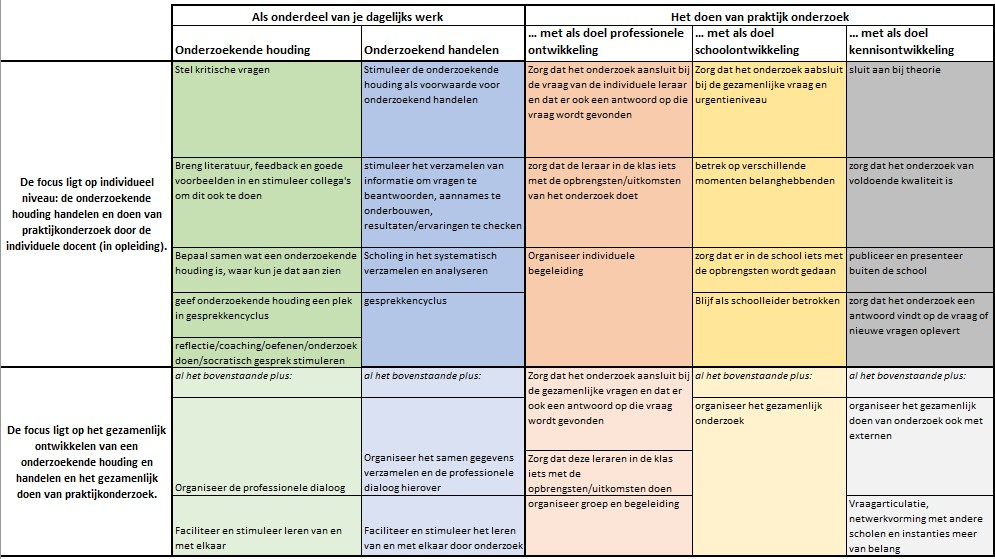 Als onderdeel van je dagelijks werk
Het doen van praktijk onderzoek
Onderzoekende houding
Onderzoekend handelen
... met als doel professionele
ontwikkeling
... met als doel
schoolontwikkeling
... met als doel
kennisontwikkeling
De focus ligt op individueel
niveau: de onderzoekende
houding handelen en doen van
praktijkonderzoek door de
individuele docent (in opleiding).
Stel kritische vragen
Stimuleer de onderzoekende
houding als voorwaarde voor
onderzoekend handelen
Zorg dat het onderzoek aansluit bij
de vraag van de individuele leraar
en dat er ook een antwoord op die
vraag wordt gevonden
Zorg dat het onderzoek aabsluit
bij de gezamenlijke vraag en
urgentieniveau
sluit aan bij theorie
Breng literatuur, feedback en goede
voorbeelden in en stimuleer collega's
om dit ook te doen
stimuleer het verzamelen van
informatie om vragen te
beantwoorden, aannames te
onderbouwen,
resultaten/ervaringen te checken
zorg dat de leraar in de klas iets
met de opbrengsten/uitkomsten
van het onderzoek doet
betrek op verschillende
momenten belanghebbenden
zorg dat het onderzoek van
voldoende kwaliteit is
Bepaal samen wat een onderzoekende
houding is, waar kun je dat aan zien
Scholing in het systematisch
verzamelen en analyseren
Organiseer individuele
begeleiding
zorg dat er in de school iets met
de opbrengsten wordt gedaan
publiceer en presenteer
buiten de school
geef onderzoekende houding een plek
in gesprekkencyclus
gesprekkencyclus
Blijf als schoolleider betrokken
zorg dat het onderzoek een
antwoord vindt op de vraag of
nieuwe vragen oplevert
reflectie/coaching/oefenen/onderzoek
doen/socratisch gesprek stimuleren
De focus ligt op het gezamenlijk
ontwikkelen van een
onderzoekende houding en
handelen en het gezamenlijk
doen van praktijkonderzoek.
al het bovenstaande plus:
al het bovenstaande plus:
Zorg dat het onderzoek aansluit bij
de gezamenlijke vragen en dat er
ook een antwoord op die vraag
wordt gevonden
al het bovenstaande plus:
al het bovenstaande plus:
Organiseer de professionele dialoog
Organiseer het samen gegevens
verzamelen en de professionele
dialoog hierover
Zorg dat deze leraren in de klas
iets met de
opbrengsten/uitkomsten doen
organiseer het gezamenlijk
onderzoek
organiseer het gezamenlijk
doen van onderzoek ook met
externen
Faciliteer en stimuleer leren van en
met elkaar
Faciliteer en stimuleer het leren
van en met elkaar door onderzoek
organiseer groep en begeleiding
Vraagarticulatie,
netwerkvorming met andere
scholen en instanties meer
van belang